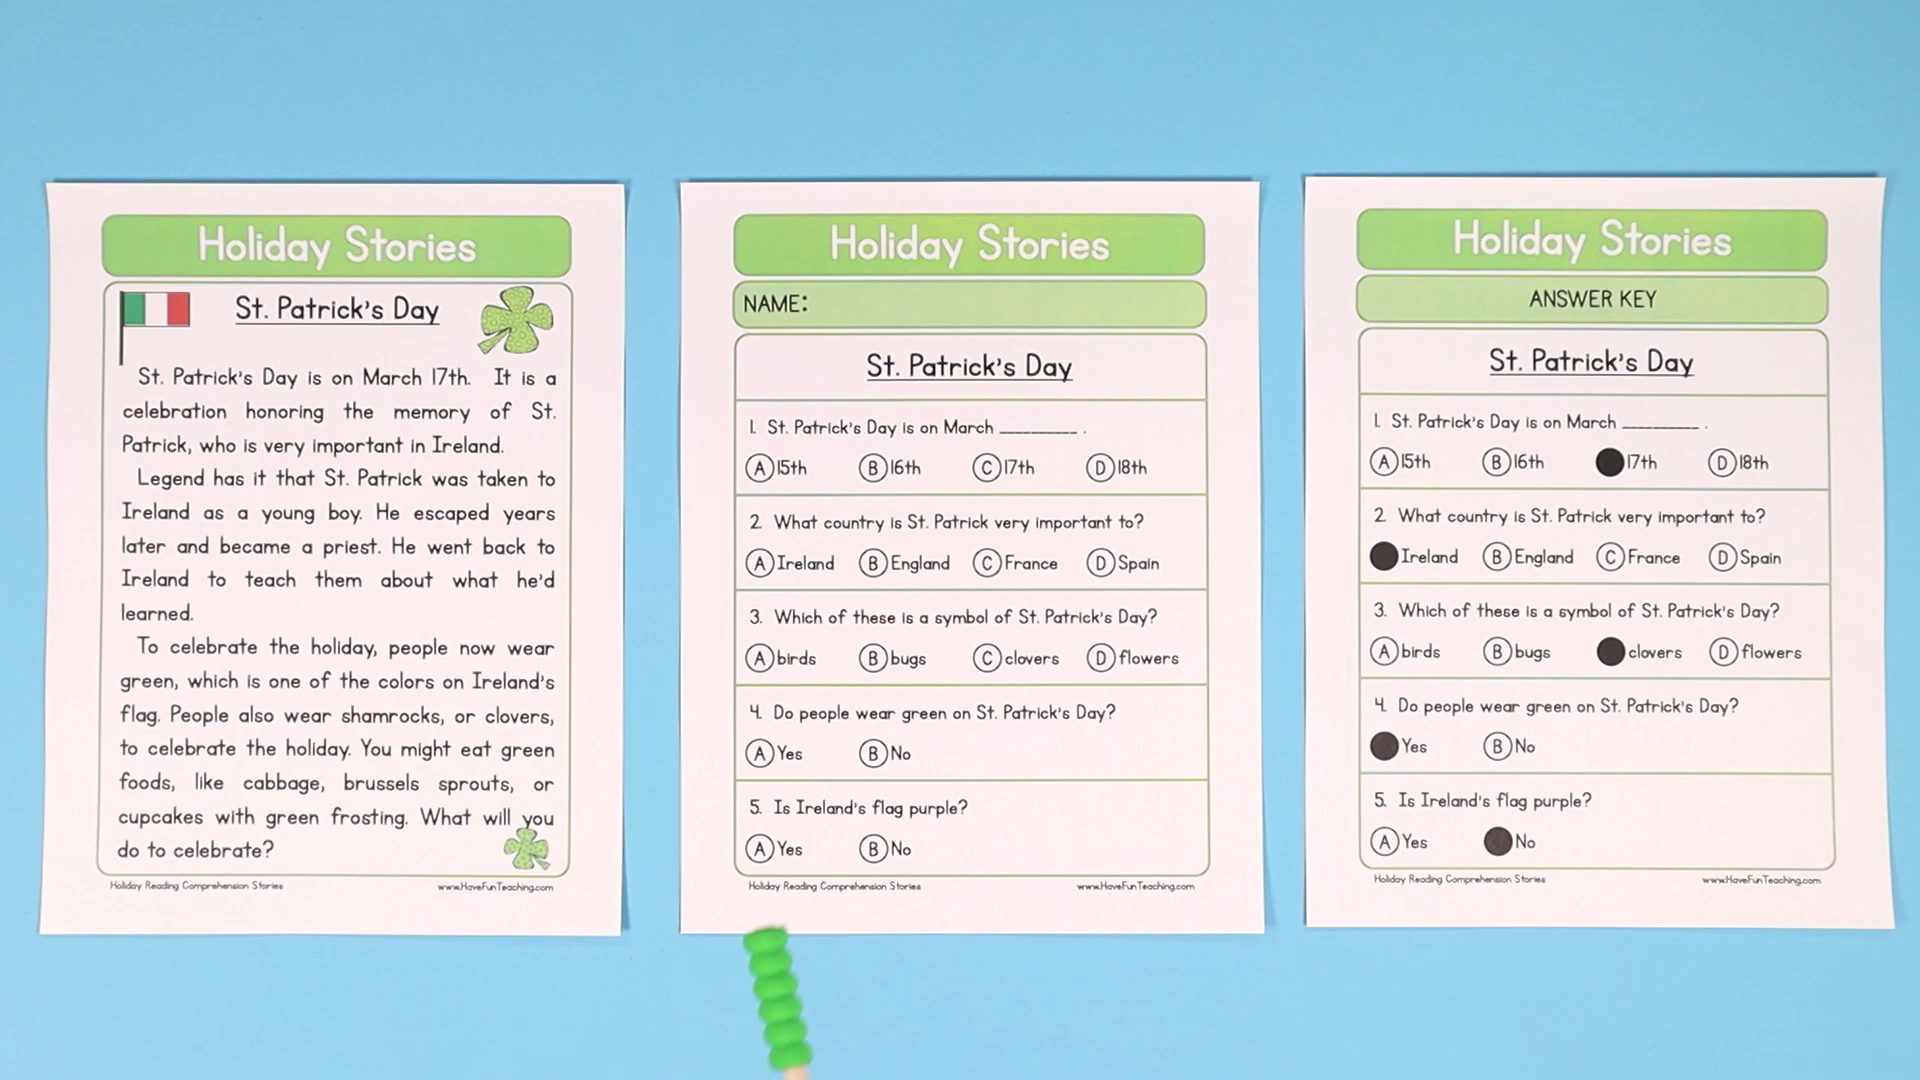 Holiday Stories
St. Patrick's Day
St. Patrick's Day is on March 17th. It is a
celebration honoring the memory of St.
Patrick, who is very important in Ireland.
Legend has it that St. Patrick was taken to
Ireland as a young boy. He escaped years
later and became a priest. He went back to
Ireland to teach them about what he'd
learned.
To celebrate the holiday, people now wear
green, which is one of the colors on Ireland's
flag. People also wear shamrocks, or clovers,
to celebrate the holiday. You might eat green
foods, like cabbage, brussels sprouts, or
cupcakes with green frosting. What will you
do to celebrate?
Holiday Reading Comprehension Stories www.HaveFunTeaching.com
Holiday Stories
NAME:
St. Patrick's Day
1. St. Patrick's Day is on March ________ .
A 15th B 16th C 17th D 18th
2. What country is St. Patrick very important to?
A Ireland B England C France D Spain
3. Which of these is a symbol of St. Patrick's Day?
A birds B bugs C clovers D flowers
4. Do people wear green on St. Patrick's Day?
A Yes B No
5. Is Ireland's flag purple?
A Yes B No
Holiday Reading Comprehension Stories www.HaveFunTeaching.com
Holiday Stories
ANSWER KEY
St. Patrick's Day
1. St. Patrick's Day is on March ________ .
A 15th B 16th 17th D 18th
2. What country is St. Patrick very important to?
Ireland B England C France D Spain
3. Which of these is a symbol of St. Patrick's Day?
A birds B bugs clovers D flowers
4. Do people wear green on St. Patrick's Day?
Yes B No
5. Is Ireland's flag purple?
A Yes No
Holiday Reading Comprehension Stories www.HaveFunTeaching.com